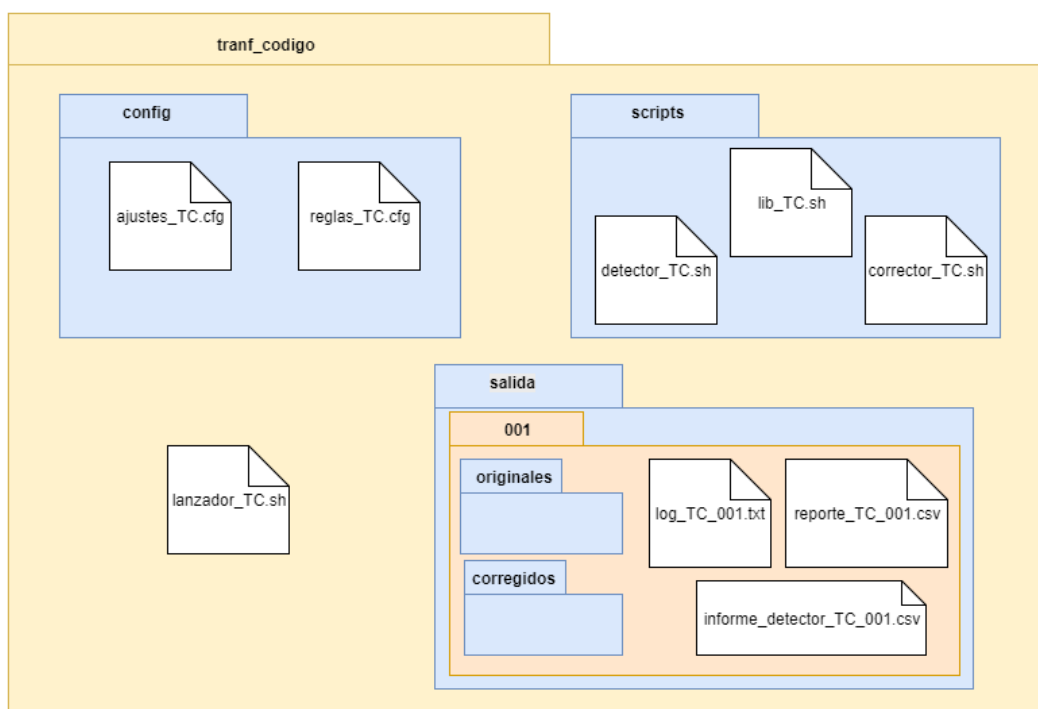 tranf_codigo
config
scripts
ajustes_TC.cfg
reglas_TC.cfg
lib_TC.sh
detector_TC.sh
corrector_TC.sh
salida
001
originales
lanzador_TC.sh
log_TC_001.txt
reporte_TC_001.csv
corregidos
informe_detector_TC_001.csv